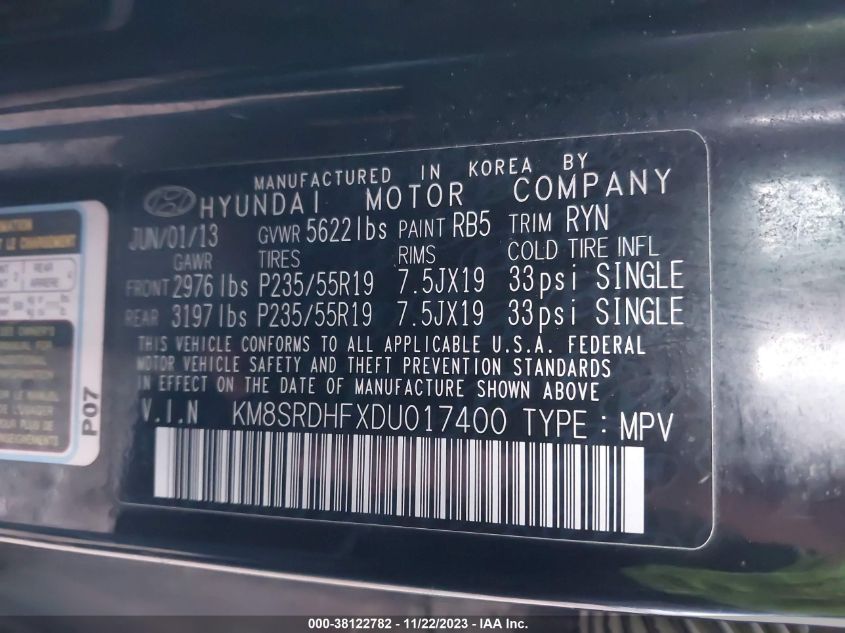 MANUFACTURED IN KOREA BY
HYUNDAI MOTOR COMPANY
JUN/01/13 GVWR 5622lbs PAINT RB5 TRIM RYN
GAWR TIRES RIMS COLD TIRE INFL
FRONT 2976lbs P235/55R19 7.5JX19 33psi SINGLE
REAR 3197lbs P235/55R19 7.5JX19 33psi SINGLE
THIS VEHICLE CONFORMS TO ALL APPLICABLE U.S.A. FEDERAL
MOTOR VEHICLE SAFETY AND THEFT PREVENTION STANDARDS
IN EFFECT ON THE DATE OF MANUFACTURE SHOWN ABOVE
V.I.N KM8SRDHFXDU017400 TYPE : MPV
P07
REAR
ARRIERE
000-38122782 - 11/22/2023 - IAA Inc.